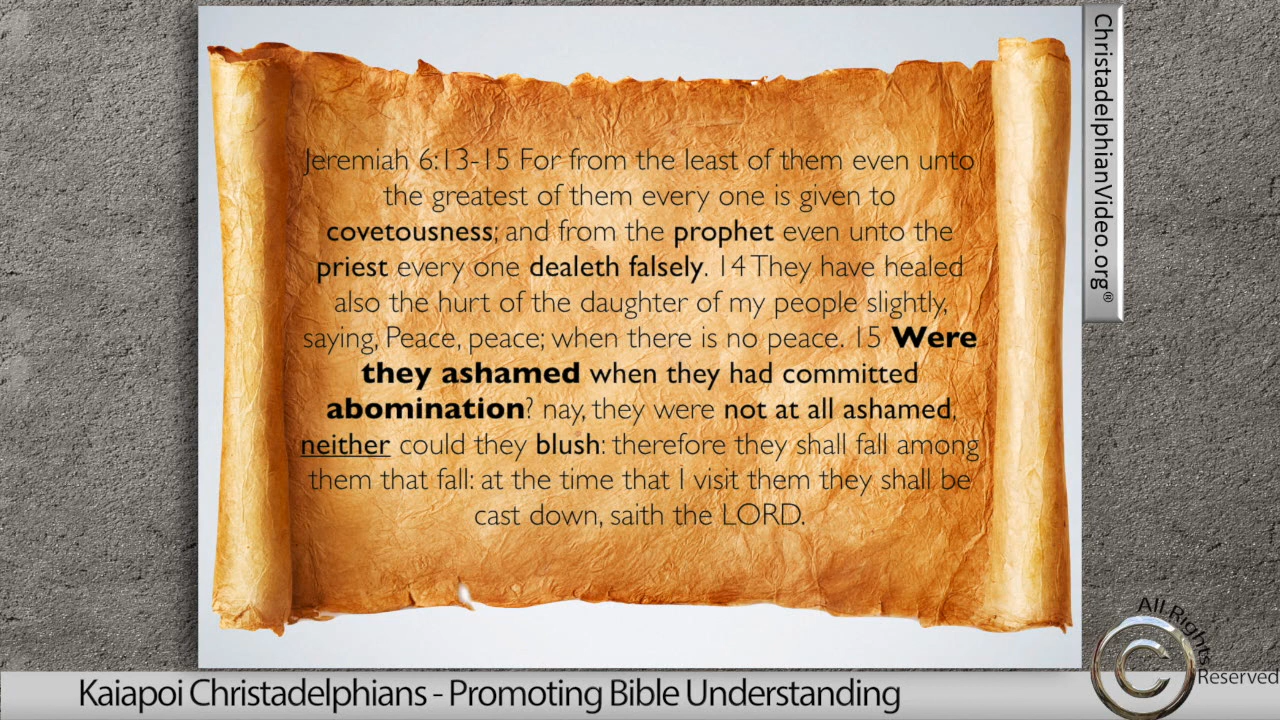 Jeremiah 6:13-15 For from the least of them even unto
the greatest of them every one is given to
covetousness; and from the prophet even unto the
priest every one dealeth falsely. 14 They have healed
also the hurt of the daughter of my people slightly,
saying, Peace, peace; when there is no peace. 15 Were
they ashamed when they had committed
abomination? nay, they were not at all ashamed,
neither could they blush: therefore they shall fall among
them that fall: at the time that I visit them they shall be
cast down, saith the LORD.
ChristadelphianVideo.org®
All Rights
Reserved
Kaiapoi Christadelphians - Promoting Bible Understanding